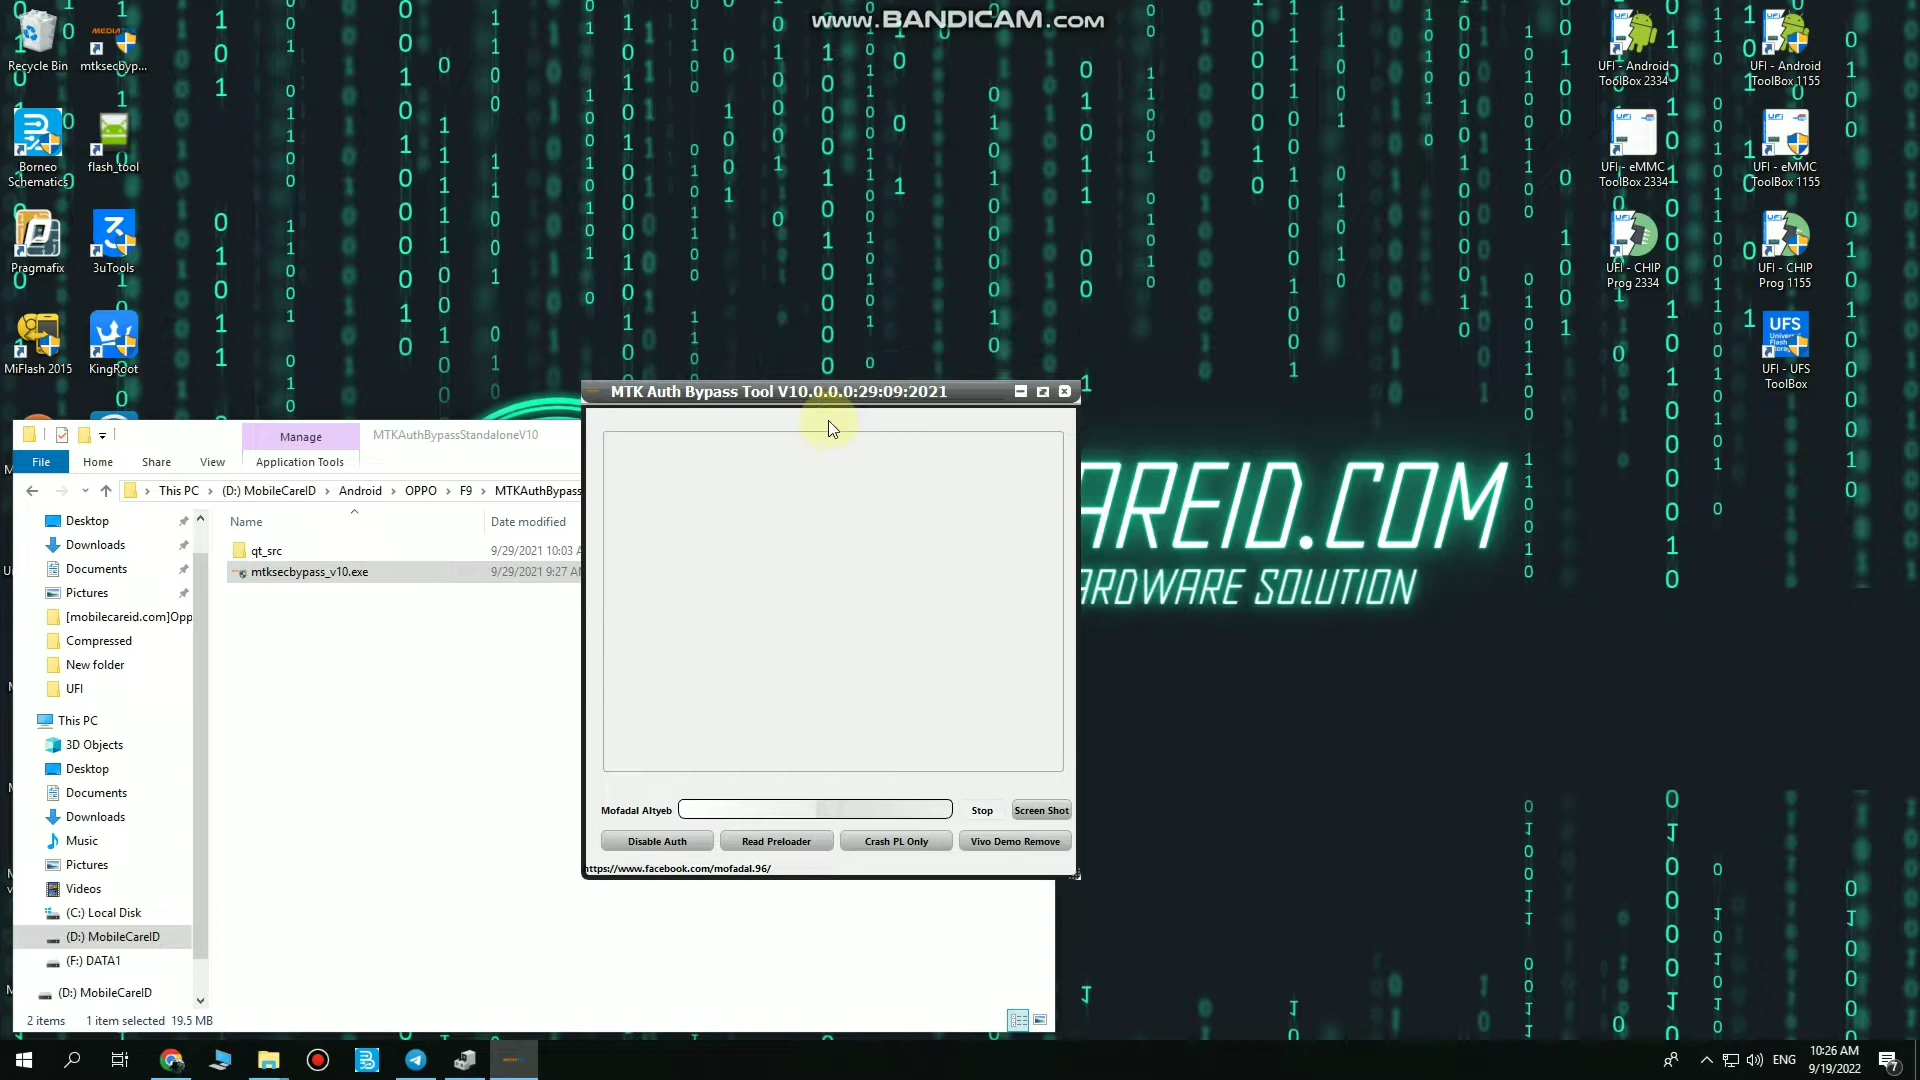 www.BANDICAM.com
Recycle Bin
mtksecbyp...
Borneo
Schematics
flash_tool
Pragmafix
3uTools
MiFlash 2015
KingRoot
UFI - Android
ToolBox 2334
UFI - Android
ToolBox 1155
UFI - eMMC
ToolBox 2334
UFI - eMMC
ToolBox 1155
UFI - CHIP
Prog 2334
UFI - CHIP
Prog 1155
UFS
UFI - UFS
ToolBox
AREID.COM
ARDWARE SOLUTION
Manage
MTKAuthBypassStandaloneV10
File
Home
Share
View
Application Tools
This PC
(D:) MobileCareID
Android
OPPO
F9
MTKAuthBypass
Name
Date modified
qt_src
9/29/2021 10:03 A
mtksecbypass_v10.exe
9/29/2021 9:27 AM
Desktop
Downloads
Documents
Pictures
[mobilecareid.com]Opp
Compressed
New folder
UFI
This PC
3D Objects
Desktop
Documents
Downloads
Music
Pictures
Videos
(C:) Local Disk
(D:) MobileCareID
(F:) DATA1
(D:) MobileCareID
2 items
1 item selected
19.5 MB
MTK Auth Bypass Tool V10.0.0.0:29:09:2021
Mofadal Altyeb
Stop
Screen Shot
Disable Auth
Read Preloader
Crash PL Only
Vivo Demo Remove
https://www.facebook.com/mofadal.96/
ENG
10:26 AM
9/19/2022
7